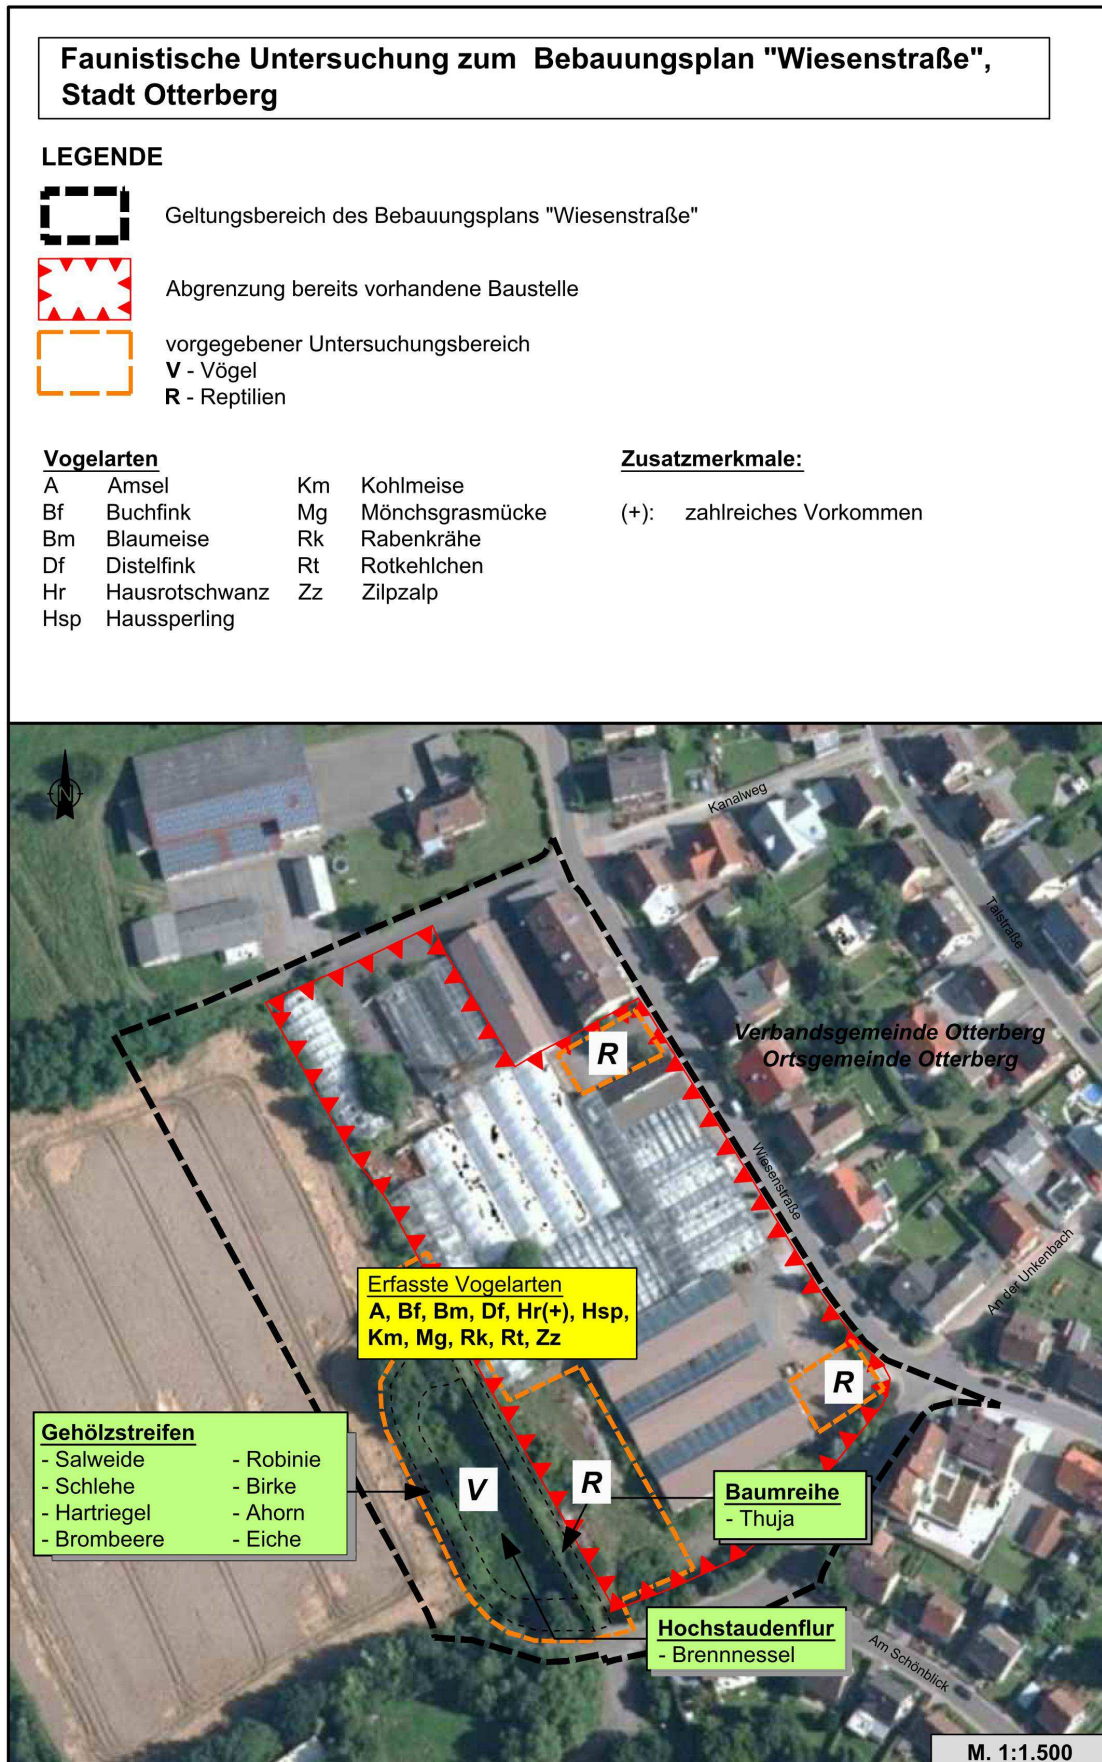 Faunistische Untersuchung zum Bebauungsplan "Wiesenstraße",
Stadt Otterberg
LEGENDE
Geltungsbereich des Bebauungsplans "Wiesenstraße"
Abgrenzung bereits vorhandene Baustelle
vorgegebener Untersuchungsbereich
V - Vögel
R - Reptilien
Vogelarten
A Amsel
Bf Buchfink
Bm Blaumeise
Df Distelfink
Hr Hausrotschwanz
Hsp Haussperling
Km Kohlmeise
Mg Mönchsgrasmücke
Rk Rabenkrähe
Rt Rotkehlchen
Zz Zilpzalp
Zusatzmerkmale:
(+): zahlreiches Vorkommen
N
Kanalweg
Talstraße
Verbandsgemeinde Otterberg
Ortsgemeinde Otterberg
R
Wiesenstraße
An der Unkenbach
Erfasste Vogelarten
A, Bf, Bm, Df, Hr(+), Hsp,
Km, Mg, Rk, Rt, Zz
R
Gehölzstreifen
- Salweide
- Schlehe
- Hartriegel
- Brombeere
- Robinie
- Birke
- Ahorn
- Eiche
V
R
Baumreihe
- Thuja
Hochstaudenflur
- Brennnessel
Am Schönblick
M. 1:1.500